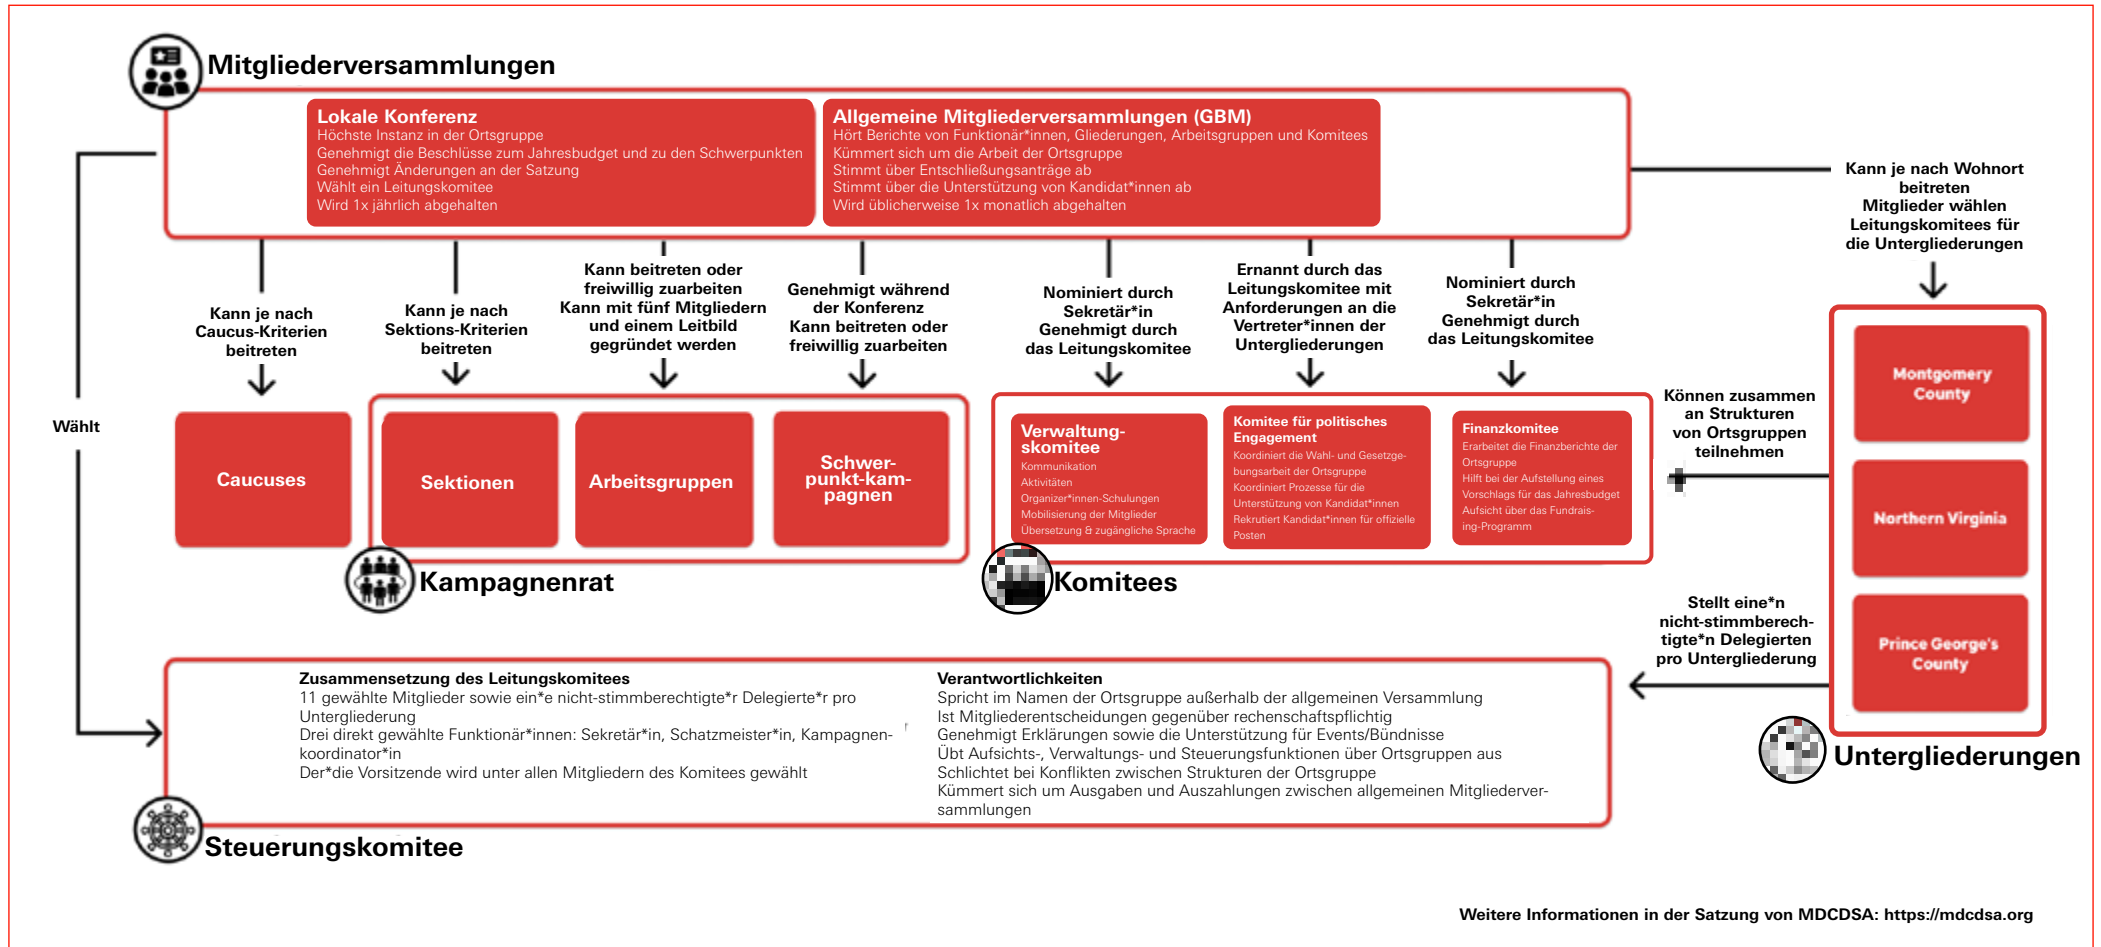 Mitgliederversammlungen
Lokale Konferenz
Höchste Instanz in der Ortsgruppe
Genehmigt die Beschlüsse zum Jahresbudget und zu den Schwerpunkten
Genehmigt Änderungen an der Satzung
Wählt ein Leitungskomitee
Wird 1x jährlich abgehalten
Allgemeine Mitgliederversammlungen (GBM)
Hört Berichte von Funktionär*innen, Gliederungen, Arbeitsgruppen und Komitees
Kümmert sich um die Arbeit der Ortsgruppe
Stimmt über Entschließungsanträge ab
Stimmt über die Unterstützung von Kandidat*innen ab
Wird üblicherweise 1x monatlich abgehalten
Kann je nach Wohnort
beitreten
Mitglieder wählen
Leitungskomitees für
die Untergliederungen
Kann je nach
Caucus-Kriterien
beitreten
Kann je nach
Sektions-Kriterien
beitreten
Kann beitreten oder
freiwillig zuarbeiten
Kann mit fünf Mitgliedern
und einem Leitbild
gegründet werden
Genehmigt während
der Konferenz
Kann beitreten oder
freiwillig zuarbeiten
Nominiert durch
Sekretär*in
Genehmigt durch
das Leitungskomitee
Ernannt durch das
Leitungskomitee mit
Anforderungen an die
Vertreter*innen der
Untergliederungen
Nominiert durch
Sekretär*in
Genehmigt durch
das Leitungskomitee
Wählt
Caucuses
Sektionen
Arbeitsgruppen
Schwer-
punkt-kam-
pagnen
Kampagnenrat
Verwaltung-
skomitee
Kommunikation
Aktivitäten
Organizer*innen-Schulungen
Mobilisierung der Mitglieder
Übersetzung & zugängliche Sprache
Komitee für politisches
Engagement
Koordiniert die Wahl- und Gesetzge-
bungsarbeit der Ortsgruppe
Koordiniert Prozesse für die
Unterstützung von Kandidat*innen
Rekrutiert Kandidat*innen für offizielle
Posten
Finanzkomitee
Erarbeitet die Finanzberichte der
Ortsgruppe
Hilft bei der Aufstellung eines
Vorschlags für das Jahresbudget
Aufsicht über das Fundrais-
ing-Programm
Komitees
Können zusammen
an Strukturen
von Ortsgruppen
teilnehmen
Montgomery
County
Northern Virginia
Prince George's
County
Stellt eine*n
nicht-stimmberech-
tigte*n Delegierten
pro Untergliederung
Untergliederungen
Zusammensetzung des Leitungskomitees
11 gewählte Mitglieder sowie ein*e nicht-stimmberechtigte*r Delegierte*r pro
Untergliederung
Drei direkt gewählte Funktionär*innen: Sekretär*in, Schatzmeister*in, Kampagnen-
koordinator*in
Der*die Vorsitzende wird unter allen Mitgliedern des Komitees gewählt
Verantwortlichkeiten
Spricht im Namen der Ortsgruppe außerhalb der allgemeinen Versammlung
Ist Mitgliederentscheidungen gegenüber rechenschaftspflichtig
Genehmigt Erklärungen sowie die Unterstützung für Events/Bündnisse
Übt Aufsichts-, Verwaltungs- und Steuerungsfunktionen über Ortsgruppen aus
Schlichtet bei Konflikten zwischen Strukturen der Ortsgruppe
Kümmert sich um Ausgaben und Auszahlungen zwischen allgemeinen Mitgliederver-
sammlungen
Steuerungskomitee
Weitere Informationen in der Satzung von MDCDSA: https://mdcdsa.org